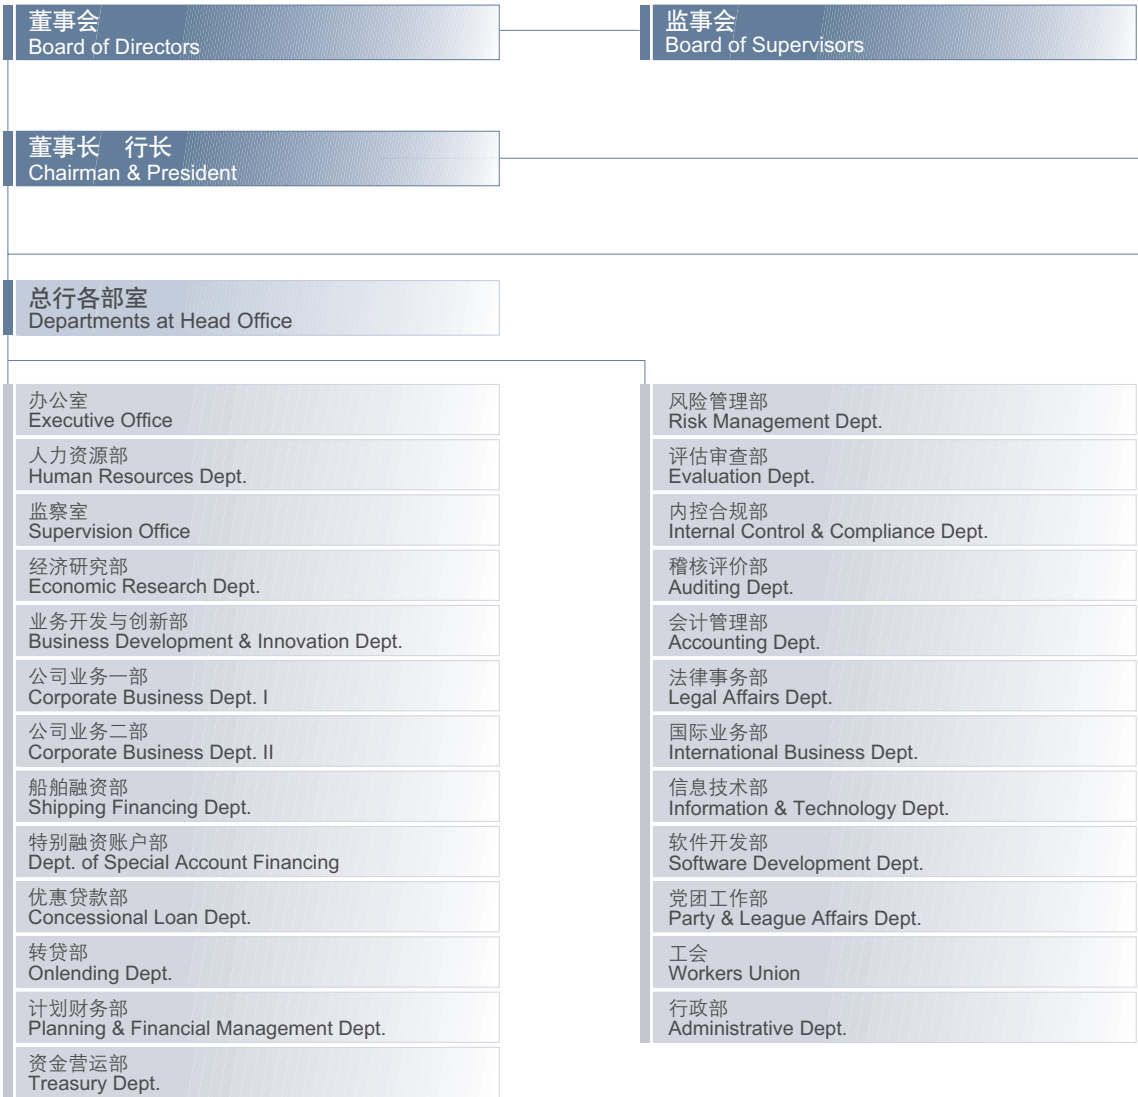 董事会
Board of Directors
监事会
Board of Supervisors
董事长　行长
Chairman & President
总行各部室
Departments at Head Office
办公室
Executive Office
人力资源部
Human Resources Dept.
监察室
Supervision Office
经济研究部
Economic Research Dept.
业务开发与创新部
Business Development & Innovation Dept.
公司业务一部
Corporate Business Dept. I
公司业务二部
Corporate Business Dept. II
船舶融资部
Shipping Financing Dept.
特别融资账户部
Dept. of Special Account Financing
优惠贷款部
Concessional Loan Dept.
转贷部
Onlending Dept.
计划财务部
Planning & Financial Management Dept.
资金营运部
Treasury Dept.
风险管理部
Risk Management Dept.
评估审查部
Evaluation Dept.
内控合规部
Internal Control & Compliance Dept.
稽核评价部
Auditing Dept.
会计管理部
Accounting Dept.
法律事务部
Legal Affairs Dept.
国际业务部
International Business Dept.
信息技术部
Information & Technology Dept.
软件开发部
Software Development Dept.
党团工作部
Party & League Affairs Dept.
工会
Workers Union
行政部
Administrative Dept.